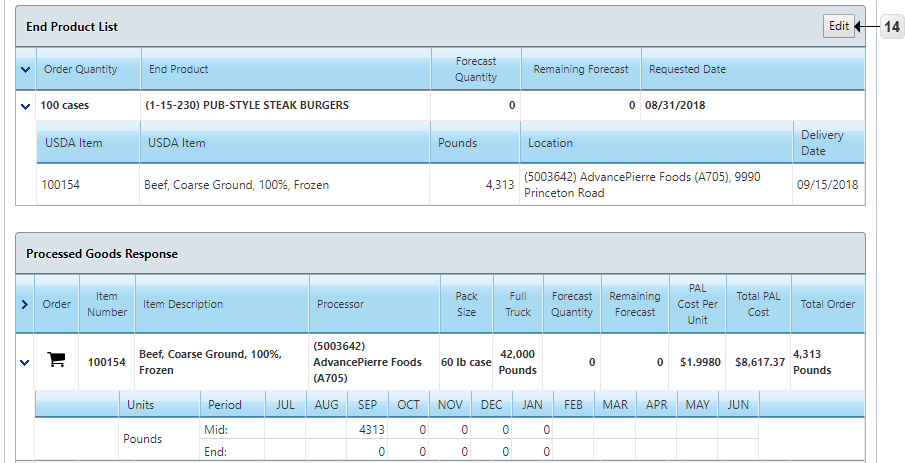 End Product List
Edit
14
Order Quantity
End Product
Forecast
Quantity
Remaining Forecast
Requested Date
100 cases
(1-15-230) PUB-STYLE STEAK BURGERS
0
0
08/31/2018
USDA Item
USDA Item
Pounds
Location
Delivery
Date
100154
Beef, Coarse Ground, 100%, Frozen
4,313
(5003642) AdvancePierre Foods (A705), 9990
Princeton Road
09/15/2018
Processed Goods Response
Order
Item
Number
Item Description
Processor
Pack
Size
Full
Truck
Forecast
Quantity
Remaining
Forecast
PAL
Cost Per
Unit
Total PAL
Cost
Total Order
100154
Beef, Coarse Ground, 100%,
Frozen
(5003642)
AdvancePierre Foods
(A705)
60 lb case
42,000
Pounds
0
0
$1.9980
$8,617.37
4,313
Pounds
Units
Period
JUL
AUG
SEP
OCT
NOV
DEC
JAN
FEB
MAR
APR
MAY
JUN
Pounds
Mid:
4313
0
0
0
0
End:
0
0
0
0
0